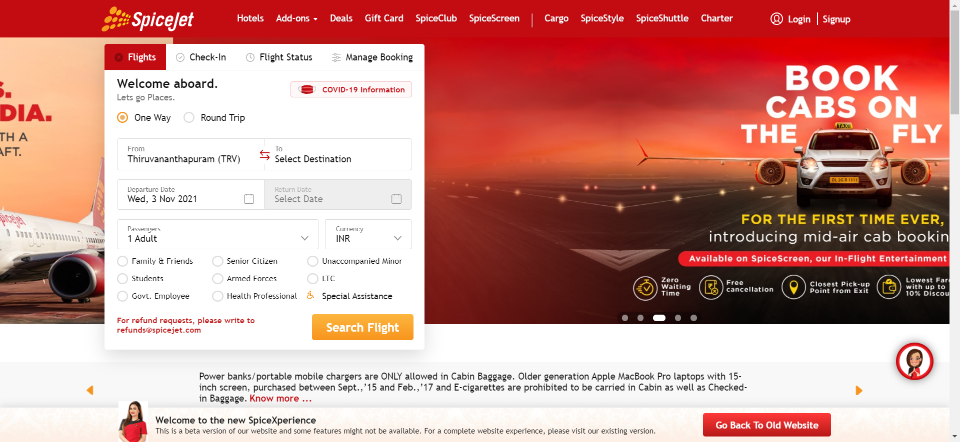 SpiceJet
Hotels Add-ons Deals Gift Card SpiceClub SpiceScreen Cargo SpiceStyle SpiceShuttle Charter Login Signup
Flights Check-In Flight Status Manage Booking
Welcome aboard.
Lets go Places.
COVID-19 Information
One Way Round Trip
From To
Thiruvananthapuram (TRV) Select Destination
Departure Date Return Date
Wed, 3 Nov 2021 Select Date
Passengers Currency
1 Adult INR
Family & Friends Senior Citizen Unaccompanied Minor
Students Armed Forces LTC
Govt. Employee Health Professional Special Assistance
For refund requests, please write to
refunds@spicejet.com
Search Flight
S.
DIA.
TH A
AFT.
BOOK
CABS ON
THE FLY
FOR THE FIRST TIME EVER,
introducing mid-air cab bookin
Available on SpiceScreen, our In-Flight Entertainment
Zero
Waiting
Time
Free
cancellation
Closest Pick-up
Point from Exit
Lowest Fare
with up to
10% Discou
Power banks/portable mobile chargers are ONLY allowed in Cabin Baggage. Older generation Apple MacBook Pro laptops with 15-
inch screen, purchased between Sept.,'15 and Feb.,'17 and E-cigarettes are prohibited to be carried in Cabin as well as Checked-
in Baggage. Know more ...
Welcome to the new SpiceXperience
This is a beta version of our website and some features might not be available. For a complete website experience, please visit our existing version.
Go Back To Old Website